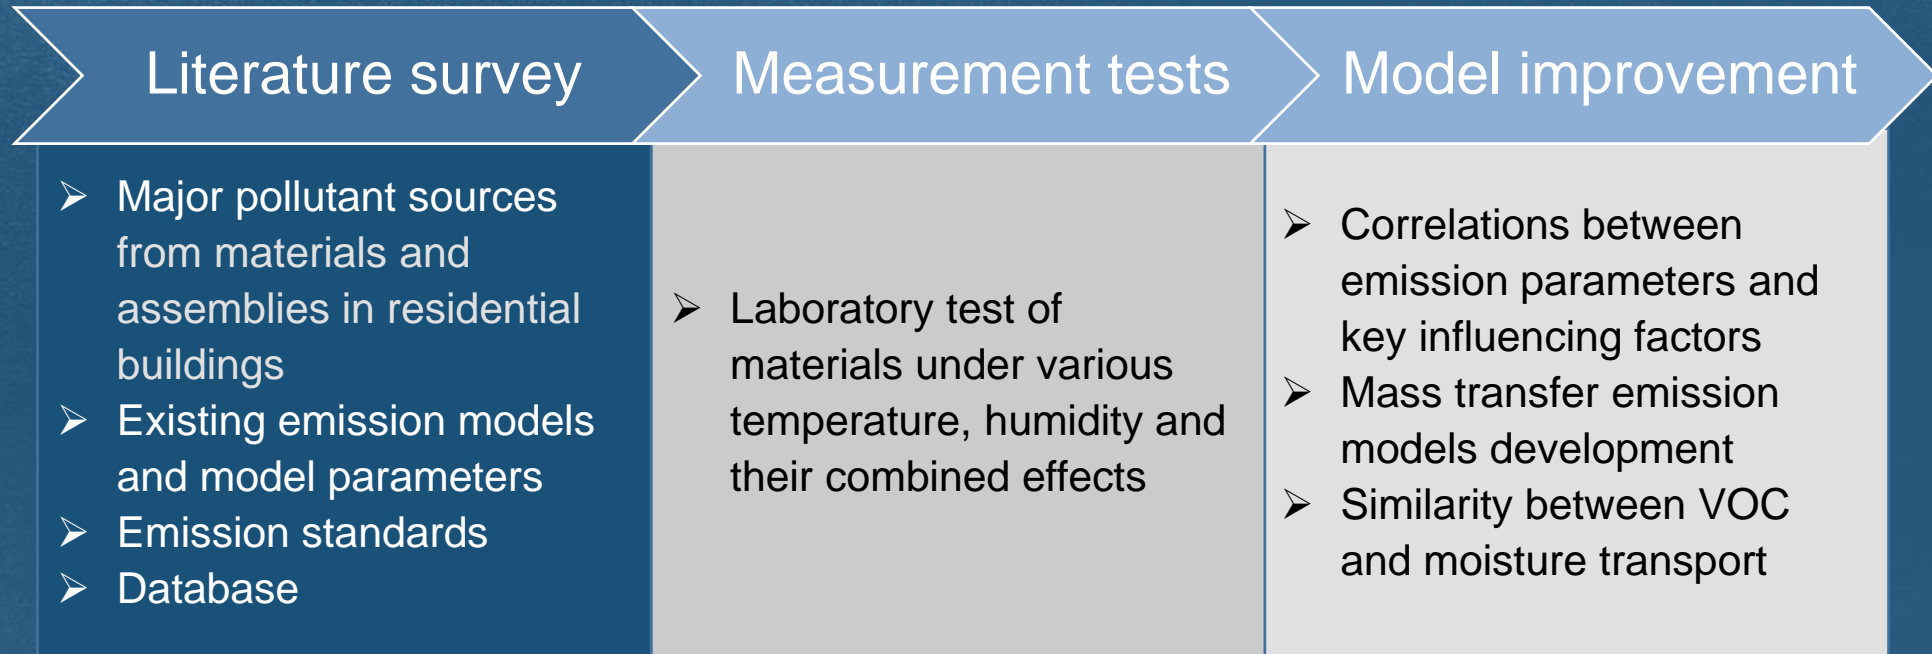 Literature survey
Measurement tests
Model improvement
➢ Major pollutant sources
from materials and
assemblies in residential
buildings
➢ Existing emission models
and model parameters
➢ Emission standards
➢ Database
➢ Laboratory test of
materials under various
temperature, humidity and
their combined effects
➢ Correlations between
emission parameters and
key influencing factors
➢ Mass transfer emission
models development
➢ Similarity between VOC
and moisture transport